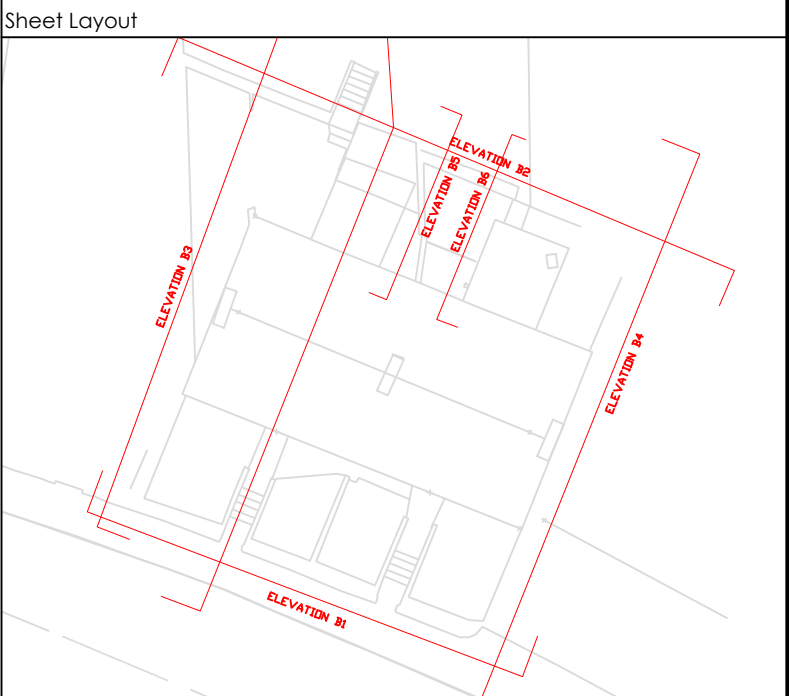 Sheet Layout
ELEVATION B2
ELEVATION B5
ELEVATION B6
ELEVATION B3
ELEVATION B4
ELEVATION B1